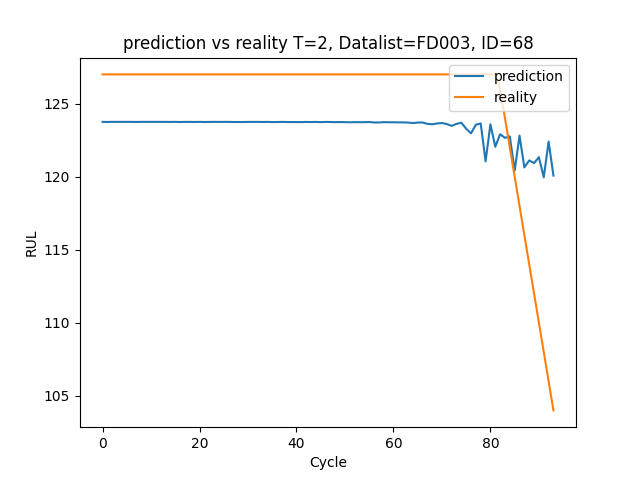 prediction vs reality T=2, Datalist=FD003, ID=68
prediction
reality
RUL
125
120
115
110
105
0 20 40 60 80
Cycle